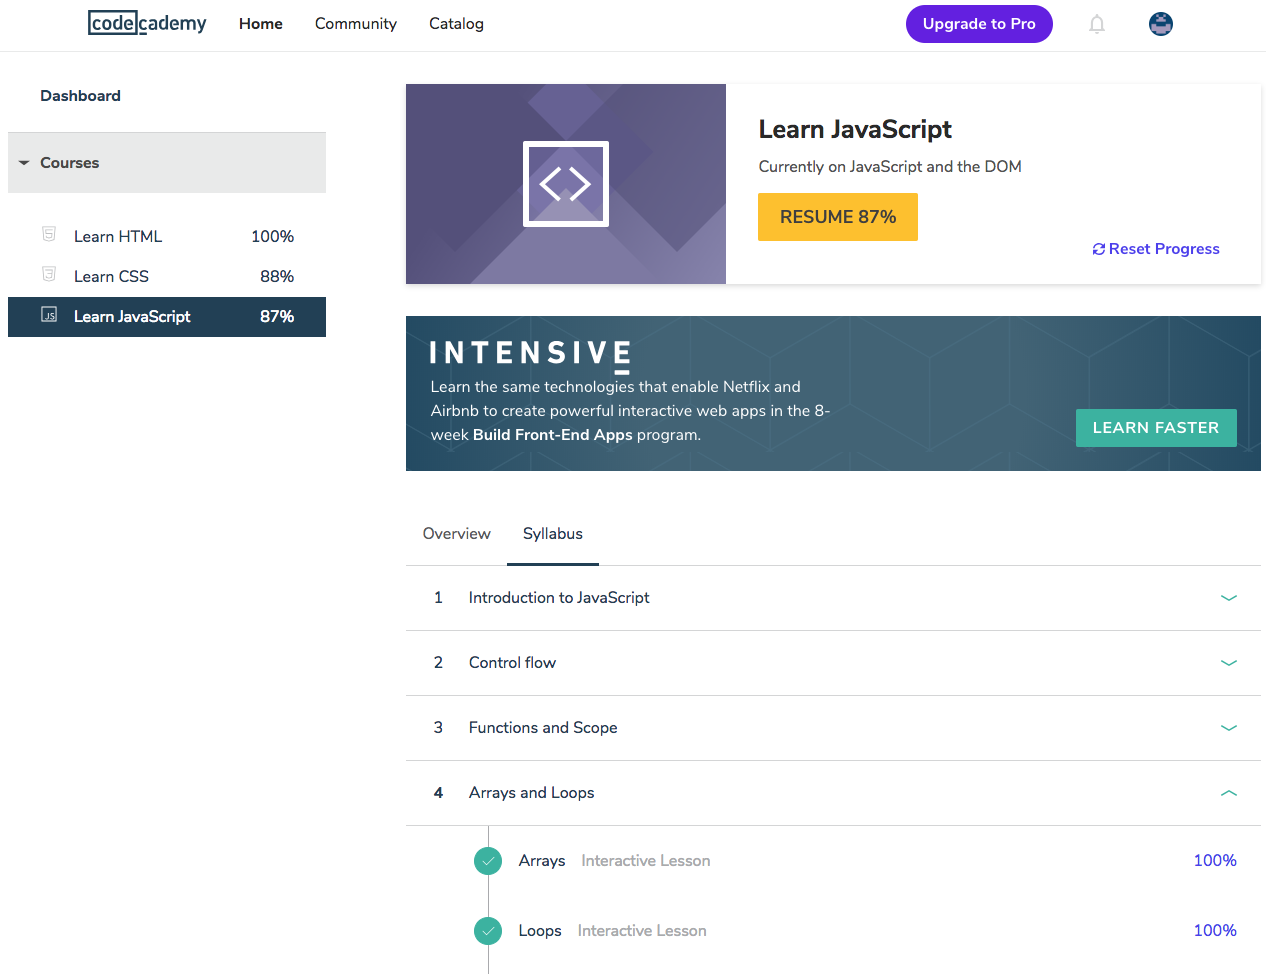 codecademy
Home
Community
Catalog
Upgrade to Pro
Dashboard
Courses
Learn HTML 100%
Learn CSS 88%
JS Learn JavaScript 87%
Learn JavaScript
Currently on JavaScript and the DOM
RESUME 87%
Reset Progress
INTENSIVE
Learn the same technologies that enable Netflix and
Airbnb to create powerful interactive web apps in the 8-
week Build Front-End Apps program.
LEARN FASTER
Overview
Syllabus
1 Introduction to JavaScript
2 Control flow
3 Functions and Scope
4 Arrays and Loops
Arrays Interactive Lesson 100%
Loops Interactive Lesson 100%